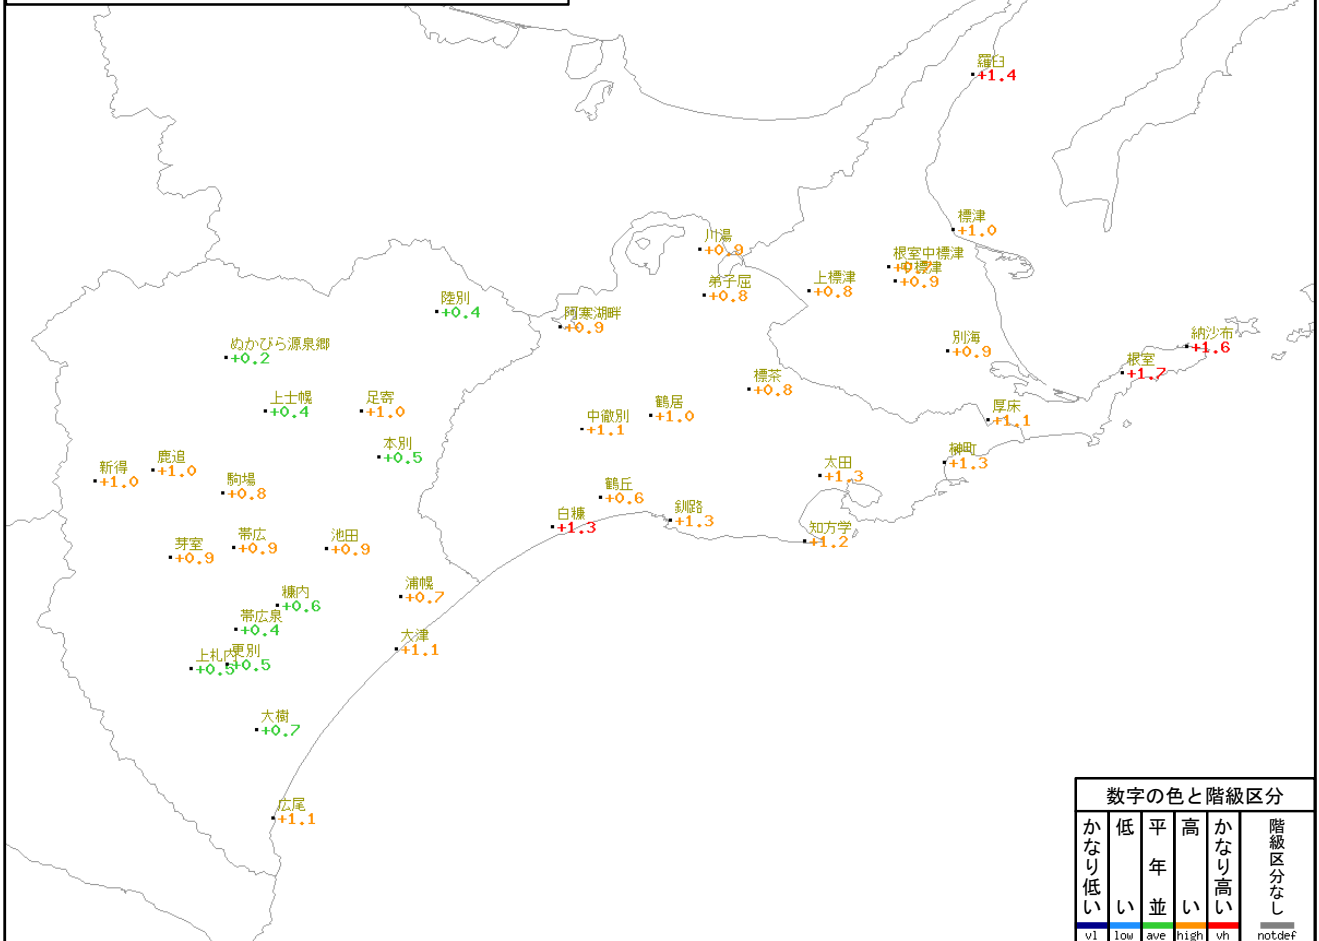 羅臼
+1.4
標津
+1.0
川湯
+0.9
根室中標津
中標津
+0.9
弟子屈
+0.8
上標津
+0.8
陸別
+0.4
阿寒湖畔
+0.9
ぬかびら源泉郷
+0.2
別海
+0.9
納沙布
+1.6
根室
+1.7
標茶
+0.8
上士幌
+0.4
足寄
+1.0
鶴居
+1.0
中徹別
+1.1
厚床
+1.1
本別
+0.5
榊町
+1.3
新得
+1.0
鹿追
+1.0
太田
+1.3
駒場
+0.8
鶴丘
+0.6
白糠
+1.3
釧路
+1.3
知方学
+1.2
芽室
+0.9
帯広
+0.9
池田
+0.9
糠内
+0.6
浦幌
+0.7
帯広泉
+0.4
大津
+1.1
上札内
+0.5
更別
+0.5
大樹
+0.7
広尾
+1.1
数字の色と階級区分
かなり低い
低い
平年並
高い
かなり高い
階級区分なし
vl low ave high vh notdef